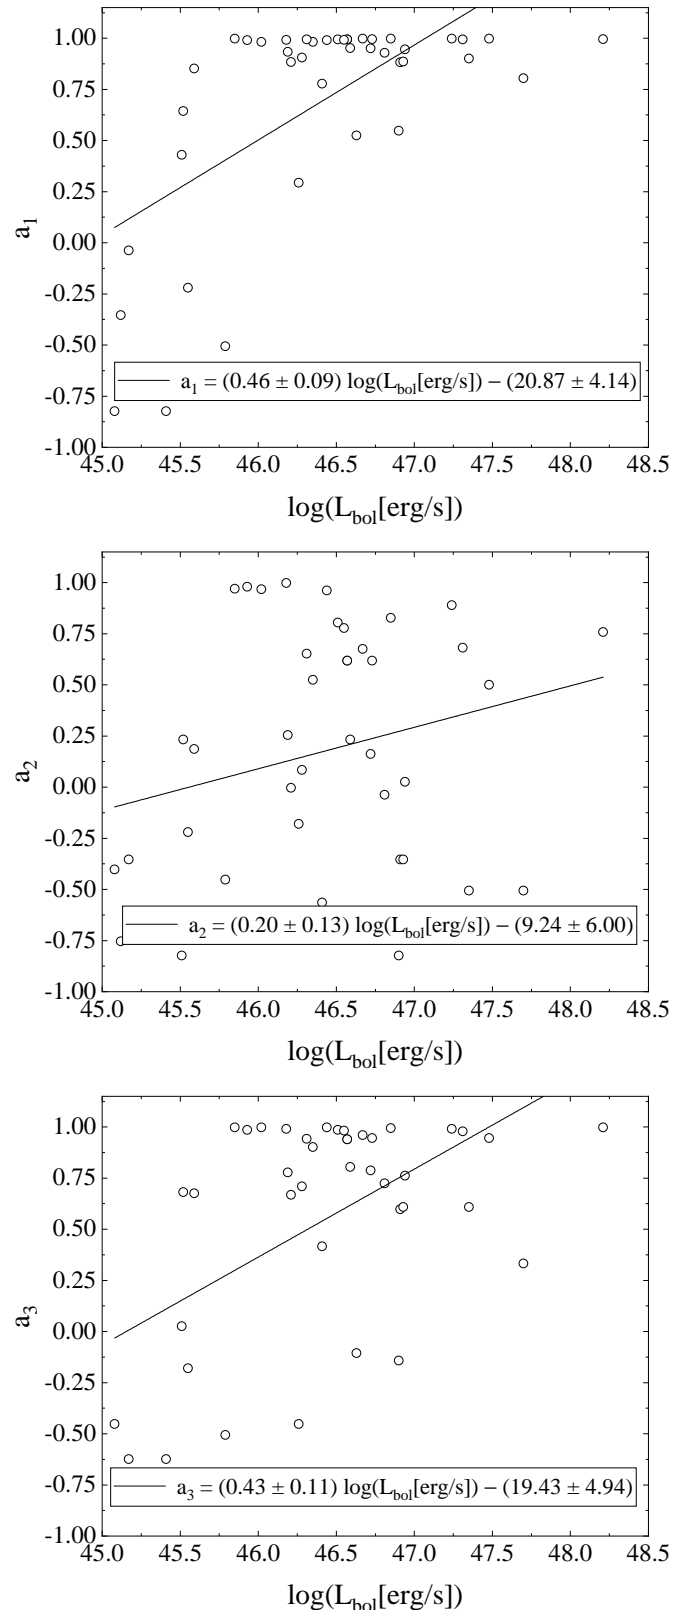 1.00
0.75
0.50
0.25
0.00
-0.25
-0.50
-0.75
-1.00
a₁
a₁ = (0.46 ± 0.09) log(L_bol[erg/s]) − (20.87 ± 4.14)
45.0 45.5 46.0 46.5 47.0 47.5 48.0 48.5
log(L_bol[erg/s])
1.00
0.75
0.50
0.25
0.00
-0.25
-0.50
-0.75
-1.00
a₂
a₂ = (0.20 ± 0.13) log(L_bol[erg/s]) − (9.24 ± 6.00)
45.0 45.5 46.0 46.5 47.0 47.5 48.0 48.5
log(L_bol[erg/s])
1.00
0.75
0.50
0.25
0.00
-0.25
-0.50
-0.75
-1.00
a₃
a₃ = (0.43 ± 0.11) log(L_bol[erg/s]) − (19.43 ± 4.94)
45.0 45.5 46.0 46.5 47.0 47.5 48.0 48.5
log(L_bol[erg/s])